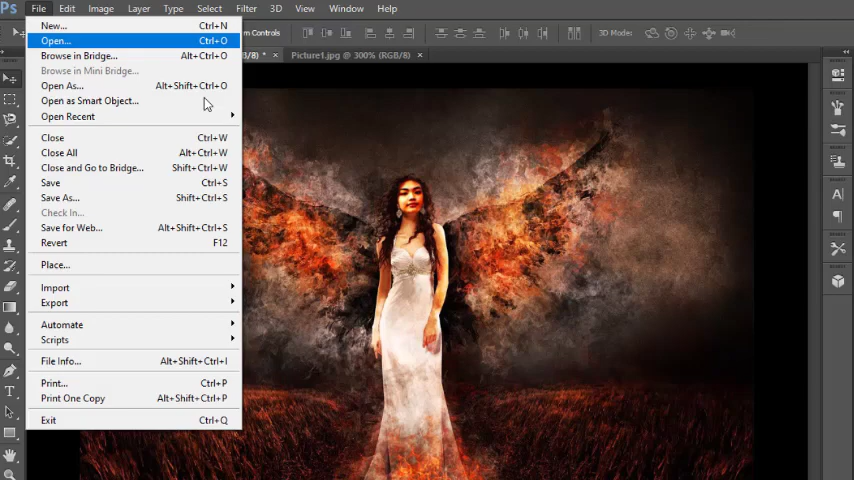 Ps File Edit Image Layer Type Select Filter 3D View Window Help
Controls 3D Mode:
/8) * × Picture1.jpg @ 300% (RGB/8) ×
New... Ctrl+N
Open... Ctrl+O
Browse in Bridge... Alt+Ctrl+O
Browse in Mini Bridge...
Open As... Alt+Shift+Ctrl+O
Open as Smart Object...
Open Recent
Close Ctrl+W
Close All Alt+Ctrl+W
Close and Go to Bridge... Shift+Ctrl+W
Save Ctrl+S
Save As... Shift+Ctrl+S
Check In...
Save for Web... Alt+Shift+Ctrl+S
Revert F12
Place...
Import
Export
Automate
Scripts
File Info... Alt+Shift+Ctrl+I
Print... Ctrl+P
Print One Copy Alt+Shift+Ctrl+P
Exit Ctrl+Q